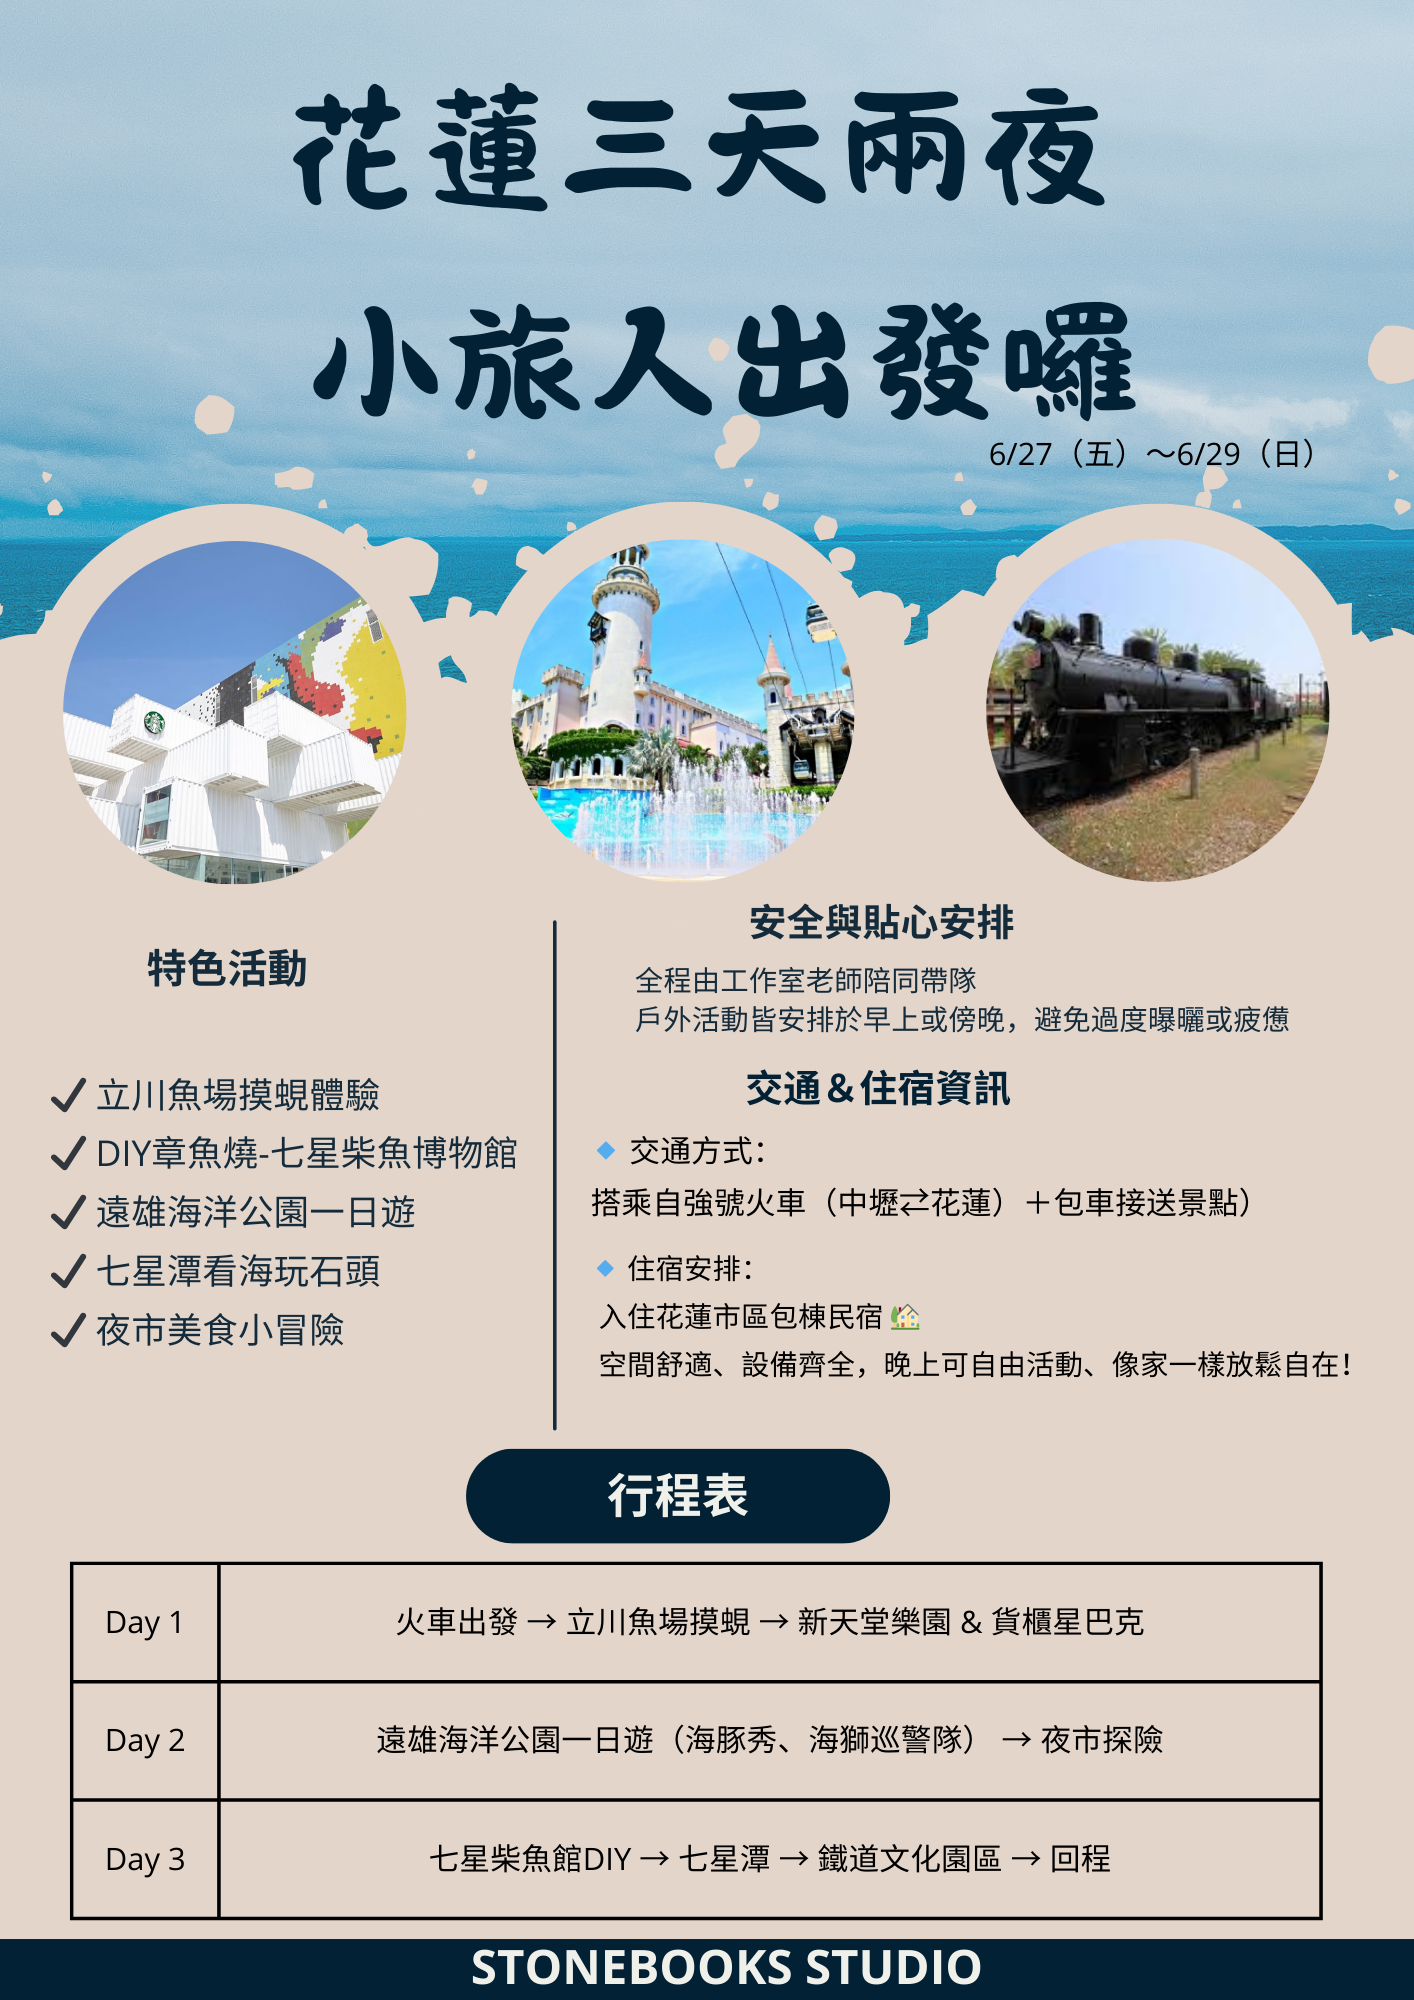 花蓮三天兩夜
小旅人出發囉
6/27（五）～6/29（日）
特色活動
✓ 立川魚場摸蜆體驗
✓ DIY章魚燒-七星柴魚博物館
✓ 遠雄海洋公園一日遊
✓ 七星潭看海玩石頭
✓ 夜市美食小冒險
安全與貼心安排
全程由工作室老師陪同帶隊
戶外活動皆安排於早上或傍晚，避免過度曝曬或疲憊
交通＆住宿資訊
🔹 交通方式：
搭乘自強號火車（中壢⇄花蓮）＋包車接送景點）
🔹 住宿安排：
入住花蓮市區包棟民宿 🏡
空間舒適、設備齊全，晚上可自由活動、像家一樣放鬆自在！
行程表
Day 1 火車出發 → 立川魚場摸蜆 → 新天堂樂園 & 貨櫃星巴克
Day 2 遠雄海洋公園一日遊（海豚秀、海獅巡警隊） → 夜市探險
Day 3 七星柴魚館DIY → 七星潭 → 鐵道文化園區 → 回程
STONEBOOKS STUDIO